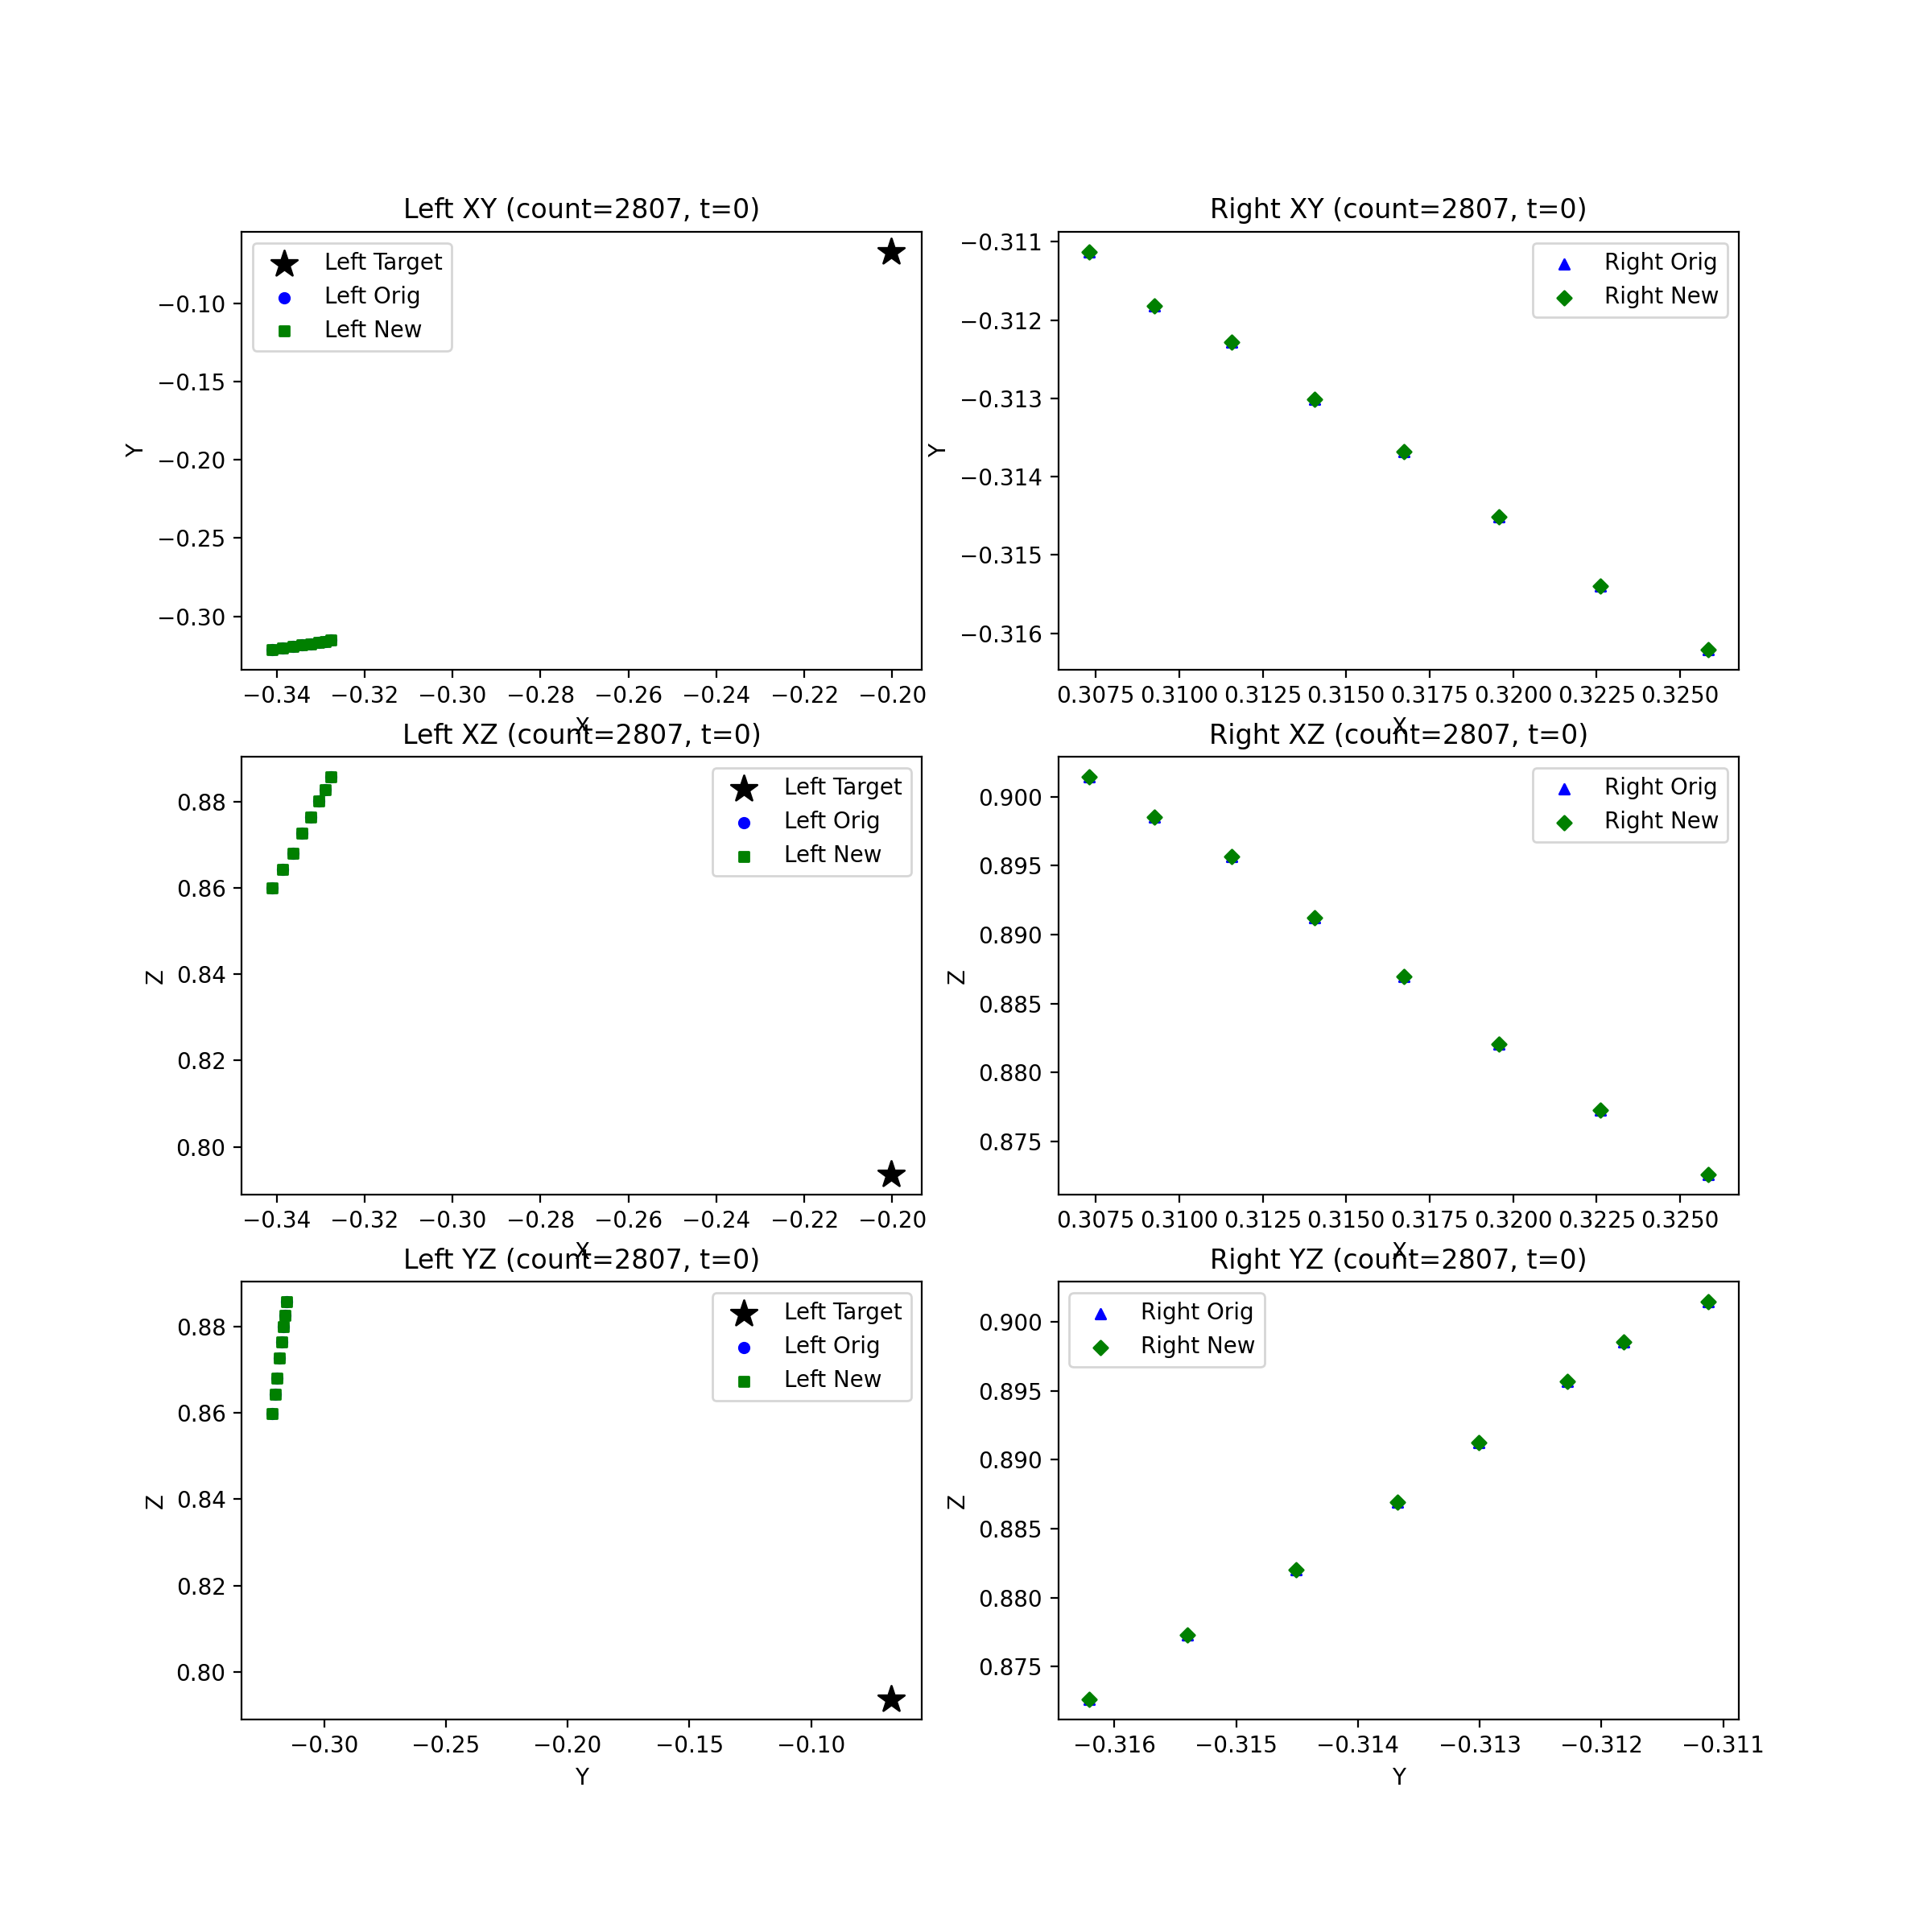 Left XY (count=2807, t=0)
Left Target
Left Orig
Left New
−0.10
−0.15
−0.20
−0.25
−0.30
Y
−0.34 −0.32 −0.30 −0.28 −0.26 −0.24 −0.22 −0.20
X
Right XY (count=2807, t=0)
Right Orig
Right New
−0.311
−0.312
−0.313
−0.314
−0.315
−0.316
Y
0.3075 0.3100 0.3125 0.3150 0.3175 0.3200 0.3225 0.3250
X
Left XZ (count=2807, t=0)
Left Target
Left Orig
Left New
0.88
0.86
0.84
0.82
0.80
Z
−0.34 −0.32 −0.30 −0.28 −0.26 −0.24 −0.22 −0.20
X
Right XZ (count=2807, t=0)
Right Orig
Right New
0.900
0.895
0.890
0.885
0.880
0.875
Z
0.3075 0.3100 0.3125 0.3150 0.3175 0.3200 0.3225 0.3250
X
Left YZ (count=2807, t=0)
Left Target
Left Orig
Left New
0.88
0.86
0.84
0.82
0.80
Z
−0.30 −0.25 −0.20 −0.15 −0.10
Y
Right YZ (count=2807, t=0)
Right Orig
Right New
0.900
0.895
0.890
0.885
0.880
0.875
Z
−0.316 −0.315 −0.314 −0.313 −0.312 −0.311
Y